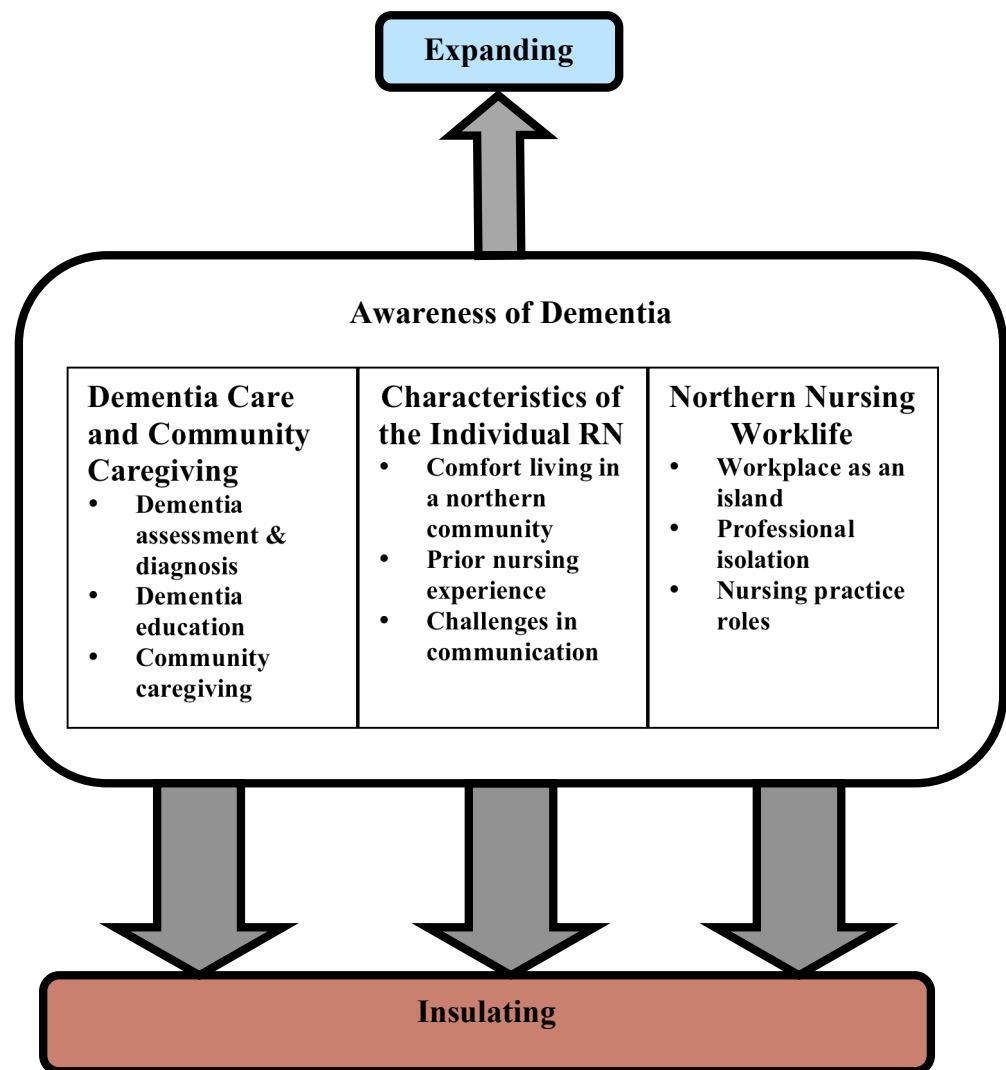 Expanding
Awareness of Dementia
Dementia Care
and Community
Caregiving
• Dementia
assessment &
diagnosis
• Dementia
education
• Community
caregiving
Characteristics of
the Individual RN
• Comfort living in
a northern
community
• Prior nursing
experience
• Challenges in
communication
Northern Nursing
Worklife
• Workplace as an
island
• Professional
isolation
• Nursing practice
roles
Insulating